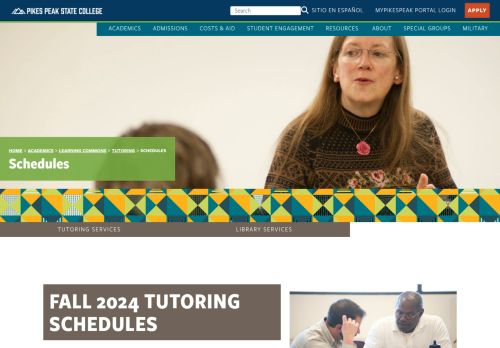 PIKES PEAK STATE COLLEGE
Search
SITIO EN ESPAÑOL
MYPIKESPEAK PORTAL LOGIN
APPLY
ACADEMICS ADMISSIONS COSTS & AID STUDENT ENGAGEMENT RESOURCES ABOUT SPECIAL GROUPS MILITARY
HOME > ACADEMICS > LEARNING COMMONS > TUTORING > SCHEDULES
Schedules
TUTORING SERVICES LIBRARY SERVICES
FALL 2024 TUTORING
SCHEDULES